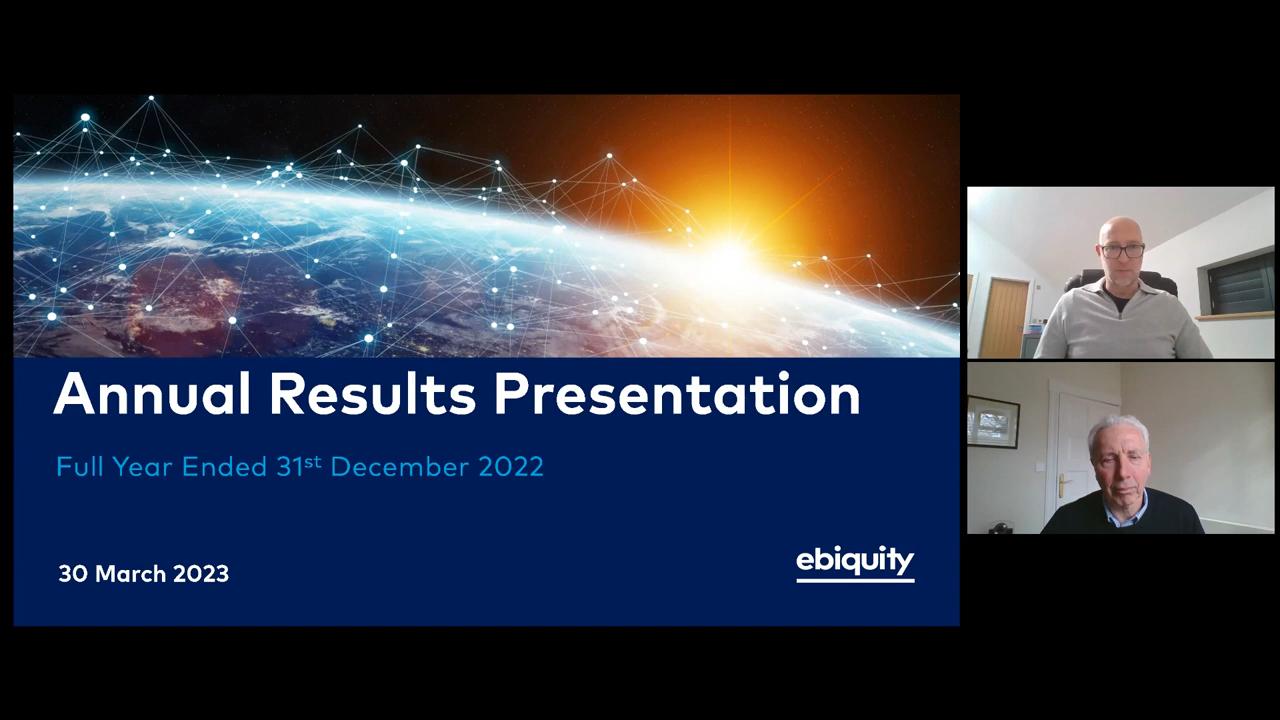 Annual Results Presentation
Full Year Ended 31st December 2022
30 March 2023
ebiquity